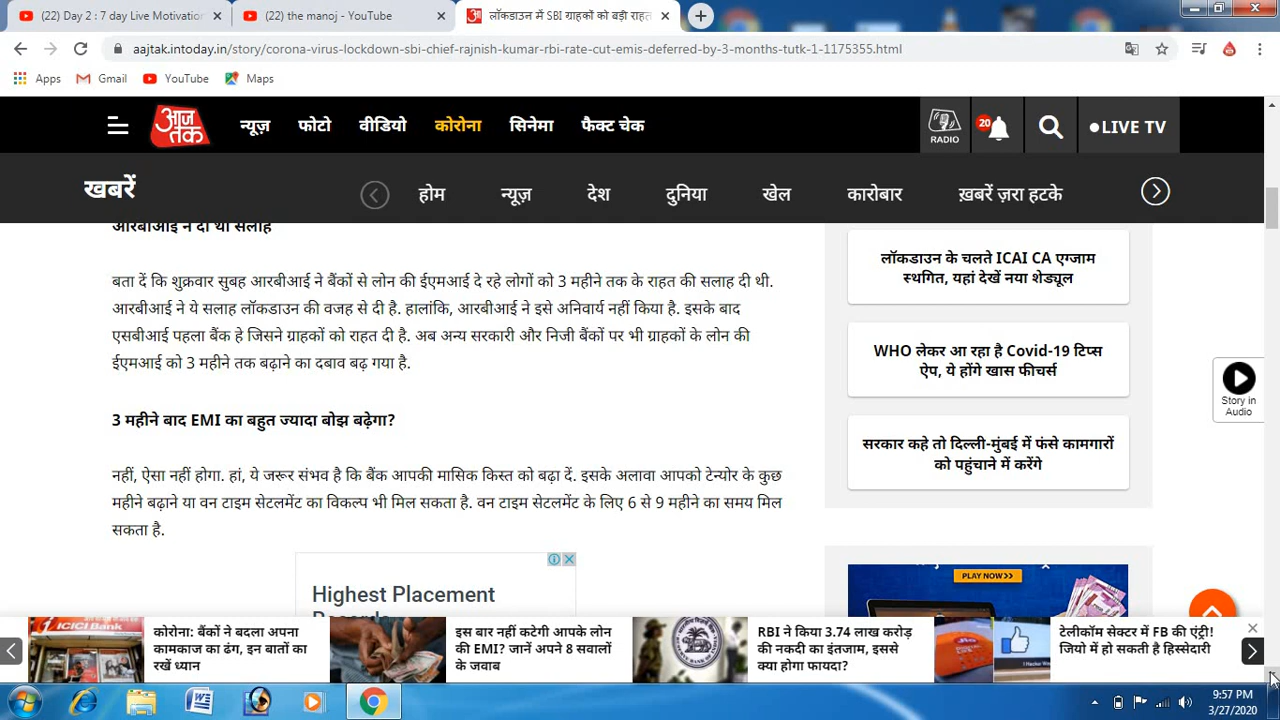 (22) Day 2 : 7 day Live Motivation
(22) the manoj - YouTube
लॉकडाउन में SBI ग्राहकों को बड़ी राहत
aajtak.intoday.in/story/corona-virus-lockdown-sbi-chief-rajnish-kumar-rbi-rate-cut-emis-deferred-by-3-months-tutk-1-1175355.html
Apps Gmail YouTube Maps
आज तक
न्यूज़ फोटो वीडियो कोरोना सिनेमा फैक्ट चेक
RADIO
20
LIVE TV
खबरें
होम न्यूज़ देश दुनिया खेल कारोबार ख़बरें ज़रा हटके
आरबीआई ने दी थी सलाह
बता दें कि शुक्रवार सुबह आरबीआई ने बैंकों से लोन की ईएमआई दे रहे लोगों को 3 महीने तक के राहत की सलाह दी थी.
आरबीआई ने ये सलाह लॉकडाउन की वजह से दी है. हालांकि, आरबीआई ने इसे अनिवार्य नहीं किया है. इसके बाद
एसबीआई पहला बैंक हे जिसने ग्राहकों को राहत दी है. अब अन्य सरकारी और निजी बैंकों पर भी ग्राहकों के लोन की
ईएमआई को 3 महीने तक बढ़ाने का दबाव बढ़ गया है.
3 महीने बाद EMI का बहुत ज्यादा बोझ बढ़ेगा?
नहीं, ऐसा नहीं होगा. हां, ये जरूर संभव है कि बैंक आपकी मासिक किस्त को बढ़ा दें. इसके अलावा आपको टेन्योर के कुछ
महीने बढ़ाने या वन टाइम सेटलमेंट का विकल्प भी मिल सकता है. वन टाइम सेटलमेंट के लिए 6 से 9 महीने का समय मिल
सकता है.
Highest Placement
लॉकडाउन के चलते ICAI CA एग्जाम
स्थगित, यहां देखें नया शेड्यूल
WHO लेकर आ रहा है Covid-19 टिप्स
ऐप, ये होंगे खास फीचर्स
सरकार कहे तो दिल्ली-मुंबई में फंसे कामगारों
को पहुंचाने में करेंगे
Story in
Audio
PLAY NOW>>
ICICI Bank
कोरोना: बैंकों ने बदला अपना
कामकाज का ढंग, इन बातों का
रखें ध्यान
इस बार नहीं कटेगी आपके लोन
की EMI? जानें अपने 8 सवालों
के जवाब
RBI ने किया 3.74 लाख करोड़
की नकदी का इंतजाम, इससे
क्या होगा फायदा?
टेलीकॉम सेक्टर में FB की एंट्री!
जियो में हो सकती है हिस्सेदारी
9:57 PM
3/27/2020